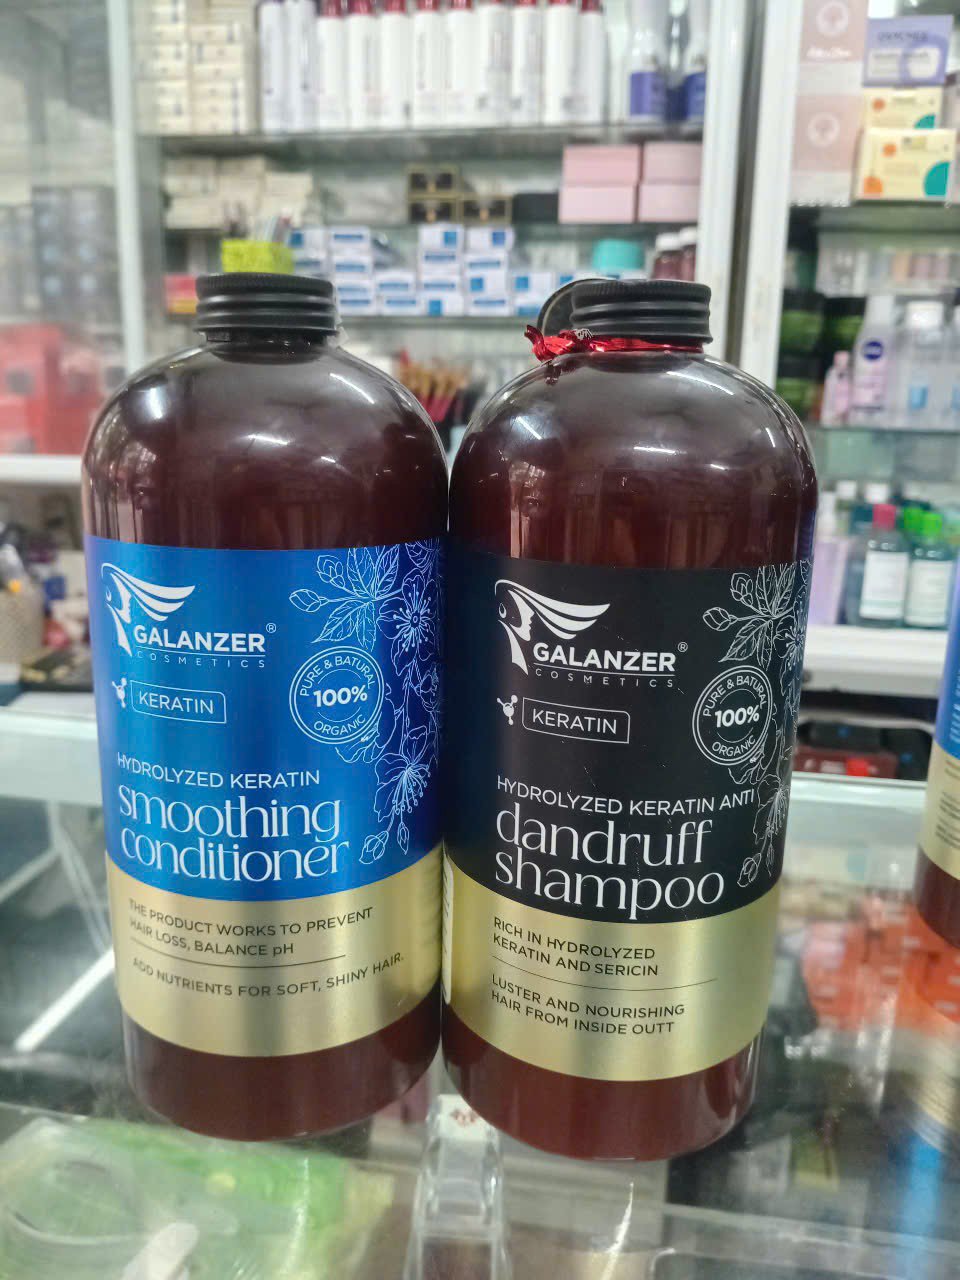 GALANZER®
COSMETICS
KERATIN
PURE & BATURAL
100%
ORGANIC
HYDROLYZED KERATIN
smoothing
conditioner
THE PRODUCT WORKS TO PREVENT
HAIR LOSS, BALANCE pH
ADD NUTRIENTS FOR SOFT, SHINY HAIR.
GALANZER®
COSMETICS
KERATIN
PURE & BATURAL
100%
ORGANIC
HYDROLYZED KERATIN ANTI
dandruff
shampoo
RICH IN HYDROLYZED
KERATIN AND SERICIN
LUSTER AND NOURISHING
HAIR FROM INSIDE OUTT
NIVEA